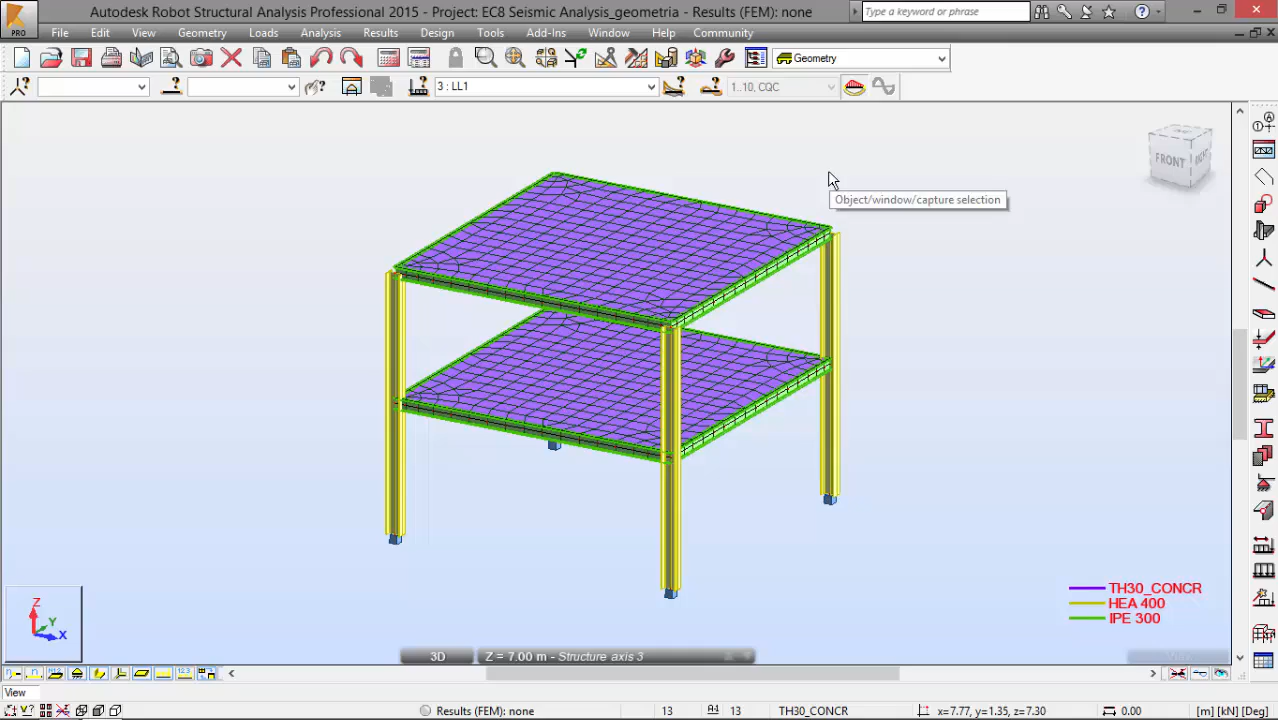 Autodesk Robot Structural Analysis Professional 2015 - Project: EC8 Seismic Analysis_geometria - Results (FEM): none
Type a keyword or phrase
PRO
File Edit View Geometry Loads Analysis Results Design Tools Add-Ins Window Help Community
Geometry
3 : LL1
1..10, CQC
FRONT
Object/window/capture selection
TH30_CONCR
HEA 400
IPE 300
Z
Y
X
3D
Z = 7.00 m - Structure axis 3
View
Results (FEM): none
13
13
TH30_CONCR
x=7.77, y=1.35, z=7.30
0.00
[m] [kN] [Deg]